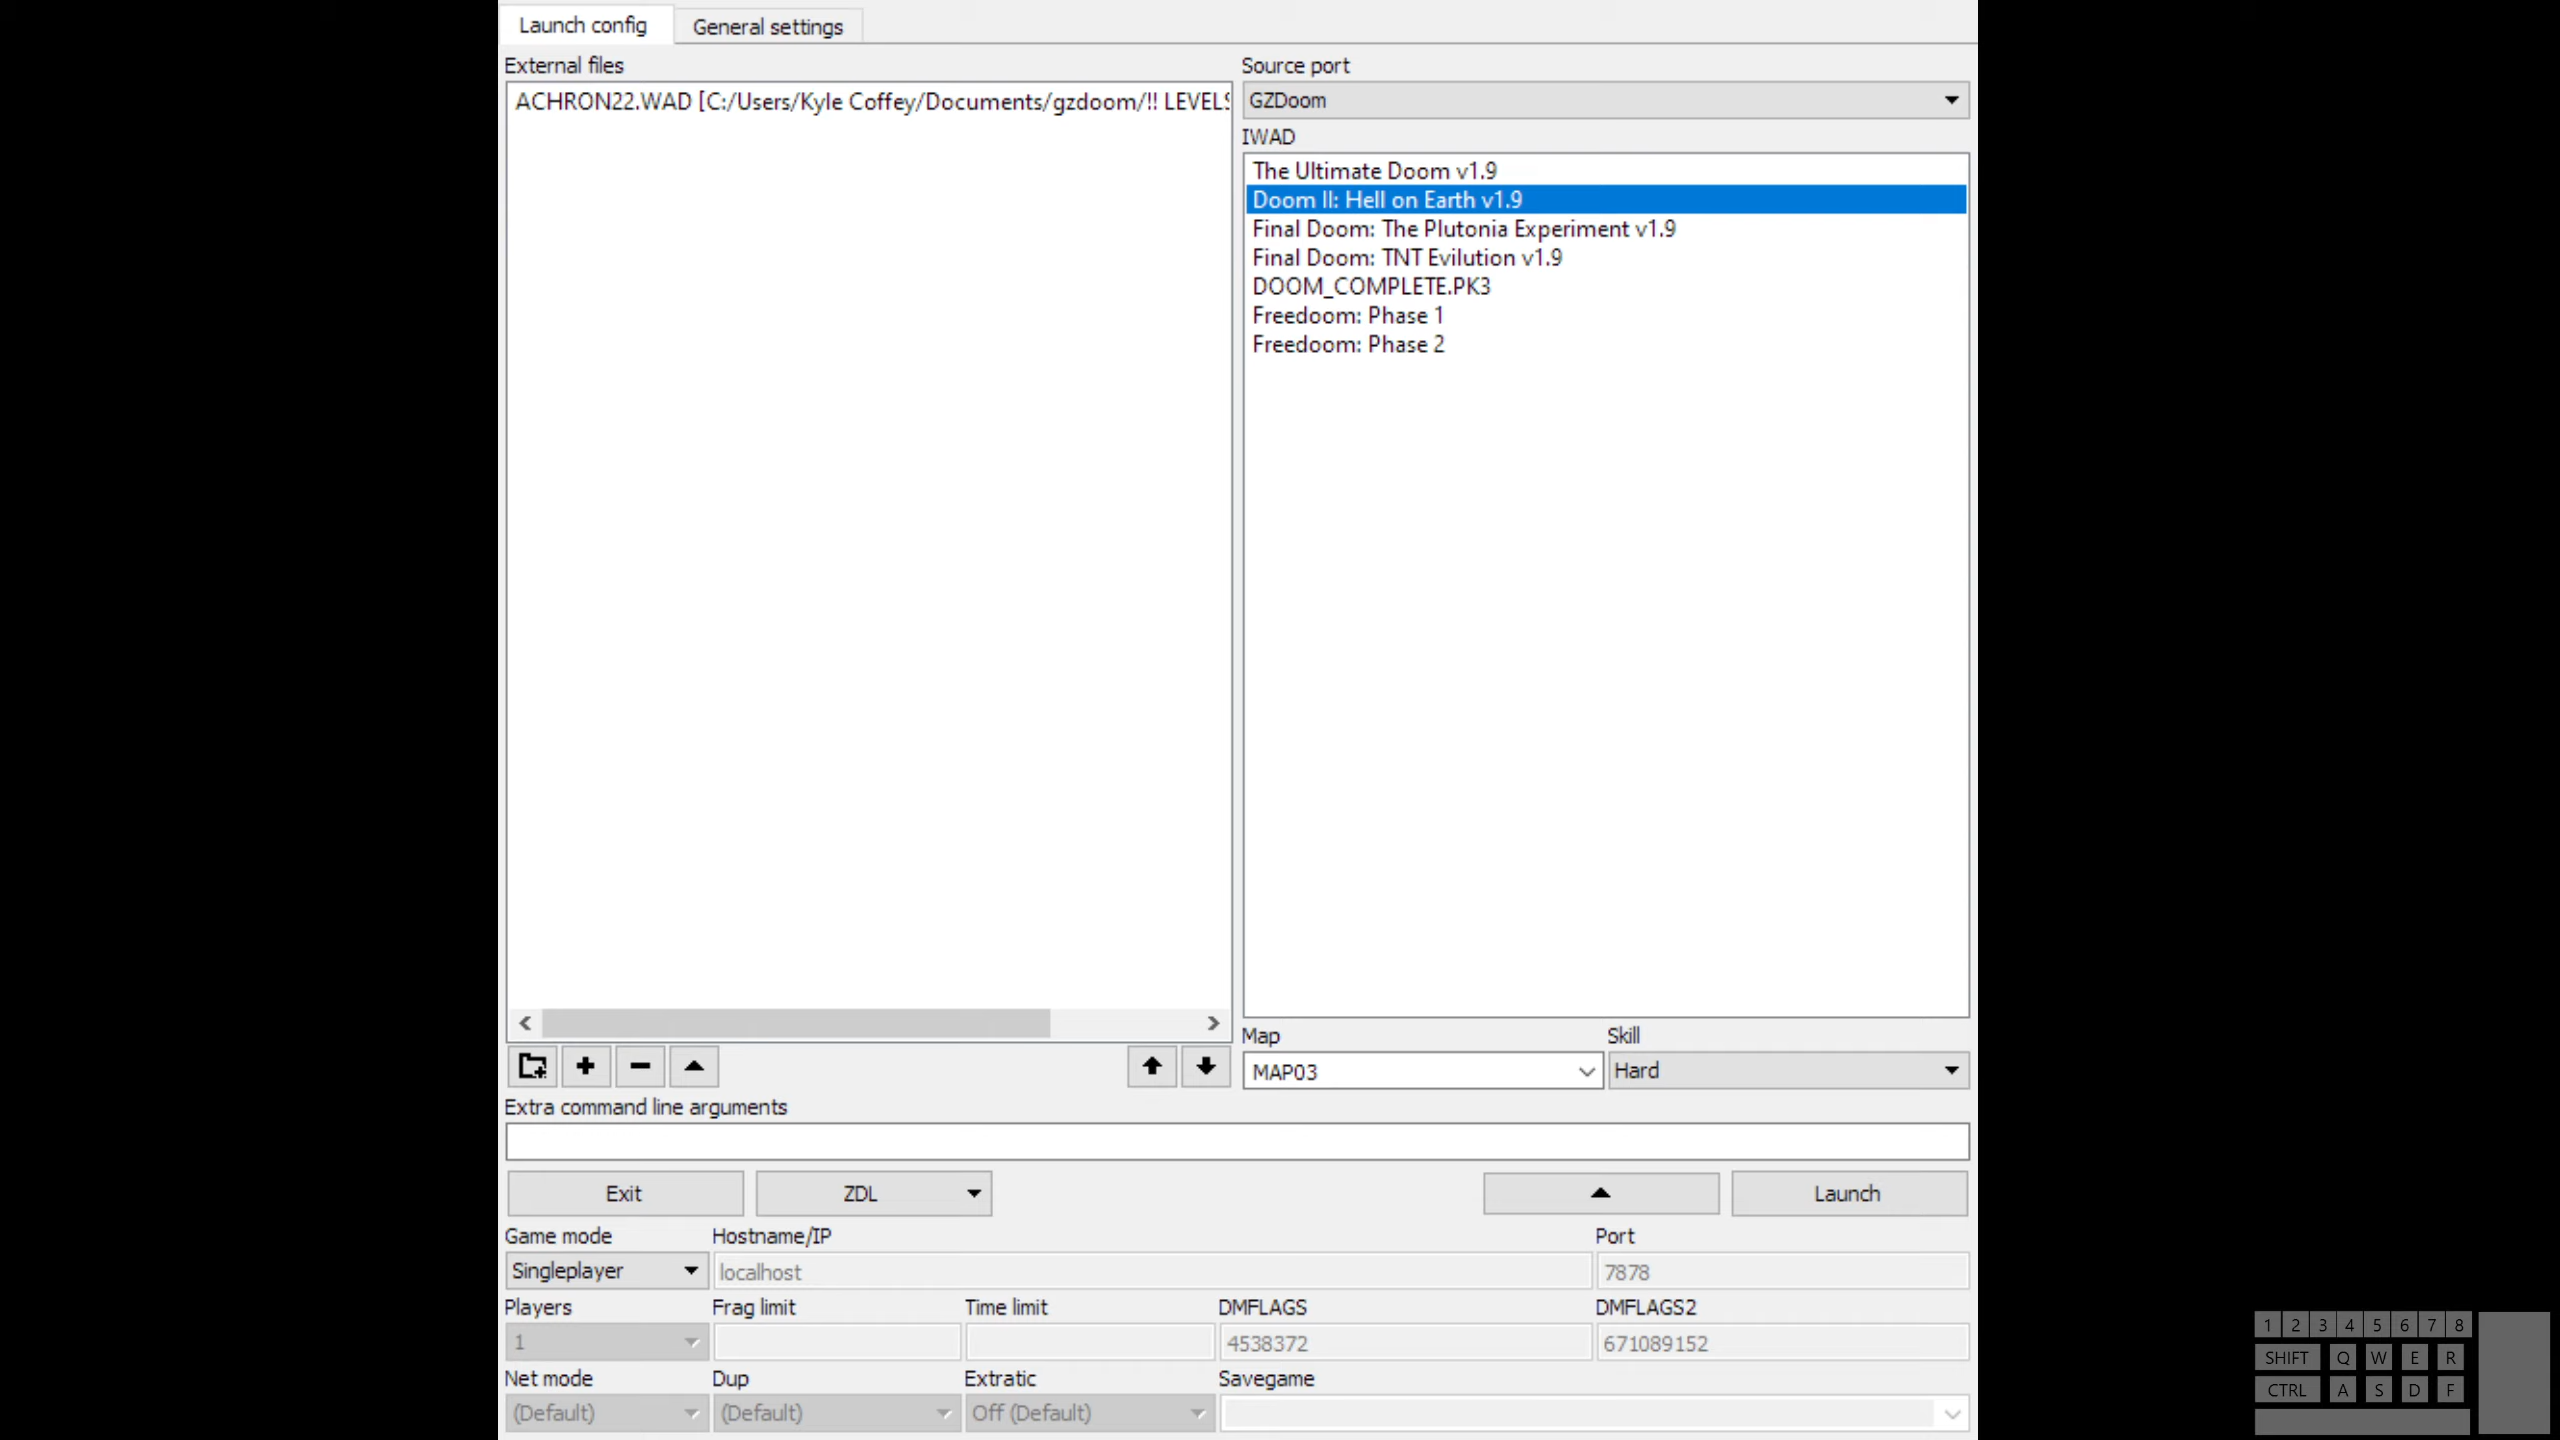 Launch config
General settings
External files
ACHRON22.WAD [C:/Users/Kyle Coffey/Documents/gzdoom/!! LEVELS
Source port
GZDoom
IWAD
The Ultimate Doom v1.9
Doom II: Hell on Earth v1.9
Final Doom: The Plutonia Experiment v1.9
Final Doom: TNT Evilution v1.9
DOOM_COMPLETE.PK3
Freedoom: Phase 1
Freedoom: Phase 2
Map
Skill
MAP03
Hard
Extra command line arguments
Exit
ZDL
Launch
Game mode
Hostname/IP
Port
Singleplayer
localhost
7878
Players
Frag limit
Time limit
DMFLAGS
DMFLAGS2
1
4538372
671089152
Net mode
Dup
Extratic
Savegame
(Default)
(Default)
Off (Default)
1 2 3 4 5 6 7 8
SHIFT Q W E R
CTRL A S D F